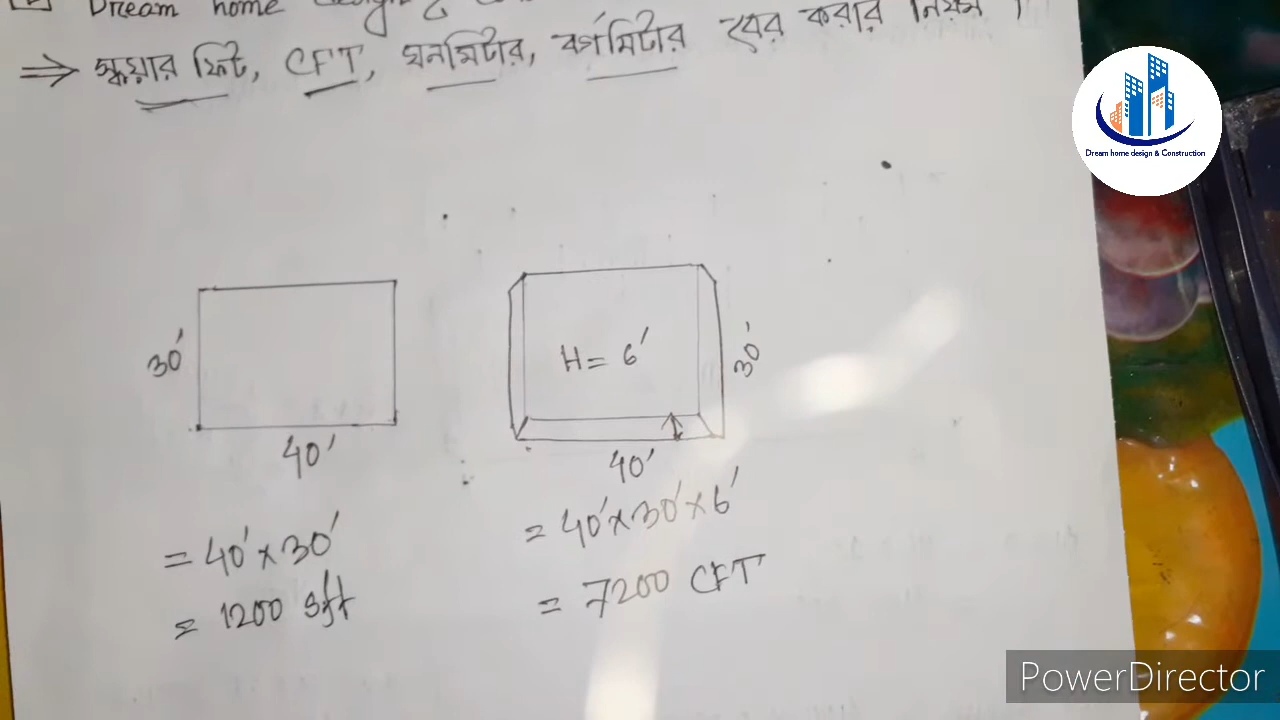 Dream home
⇒ স্কয়ার ফিট, CFT, ঘনমিটার, বর্গমিটার বের করার নিয়ম।
Dream home design & Construction
30'
40'
H = 6'
30'
40'
= 40' × 30'
= 1200 sft
= 40' × 30' × 6'
= 7200 CFT
PowerDirector